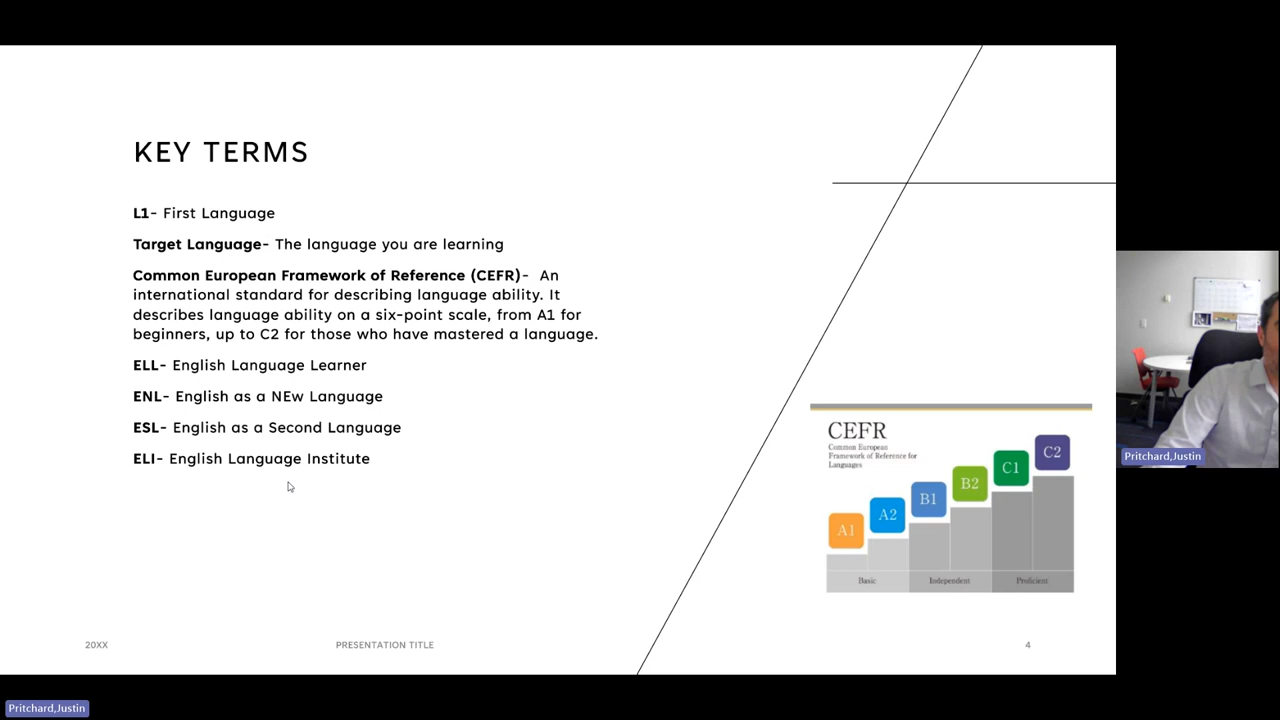 KEY TERMS
L1- First Language
Target Language- The language you are learning
Common European Framework of Reference (CEFR)- An
international standard for describing language ability. It
describes language ability on a six-point scale, from A1 for
beginners, up to C2 for those who have mastered a language.
ELL- English Language Learner
ENL- English as a NEw Language
ESL- English as a Second Language
ELI- English Language Institute
CEFR
Common European
Framework of Reference for
Languages
A1
A2
B1
B2
C1
C2
Basic
Independent
Proficient
20XX
PRESENTATION TITLE
4
Pritchard,Justin
Pritchard,Justin